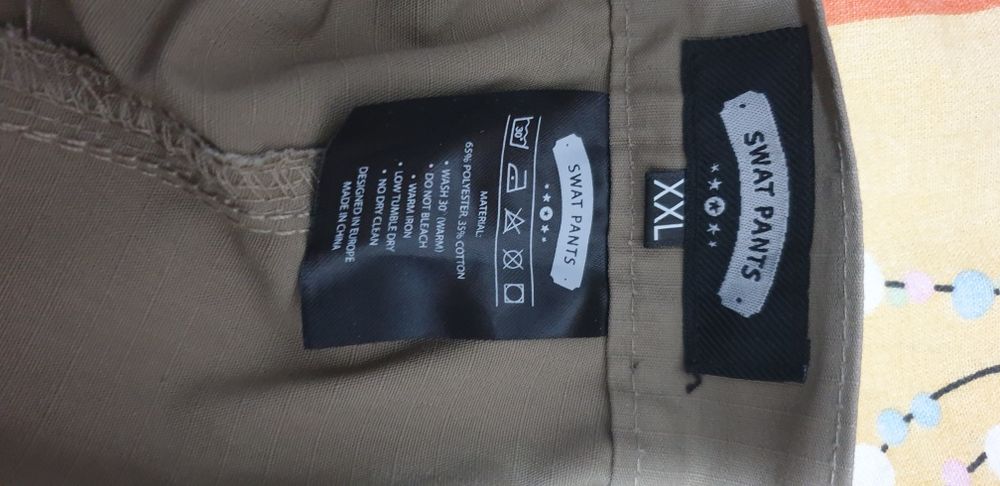 SWAT PANTS
XXL
SWAT PANTS
30°
MATERIAL:
65% POLYESTER, 35% COTTON
• WASH 30° (WARM)
• DO NOT BLEACH
• WARM IRON
• LOW TUMBLE DRY
• NO DRY CLEAN
DESIGNED IN EUROPE
MADE IN CHINA